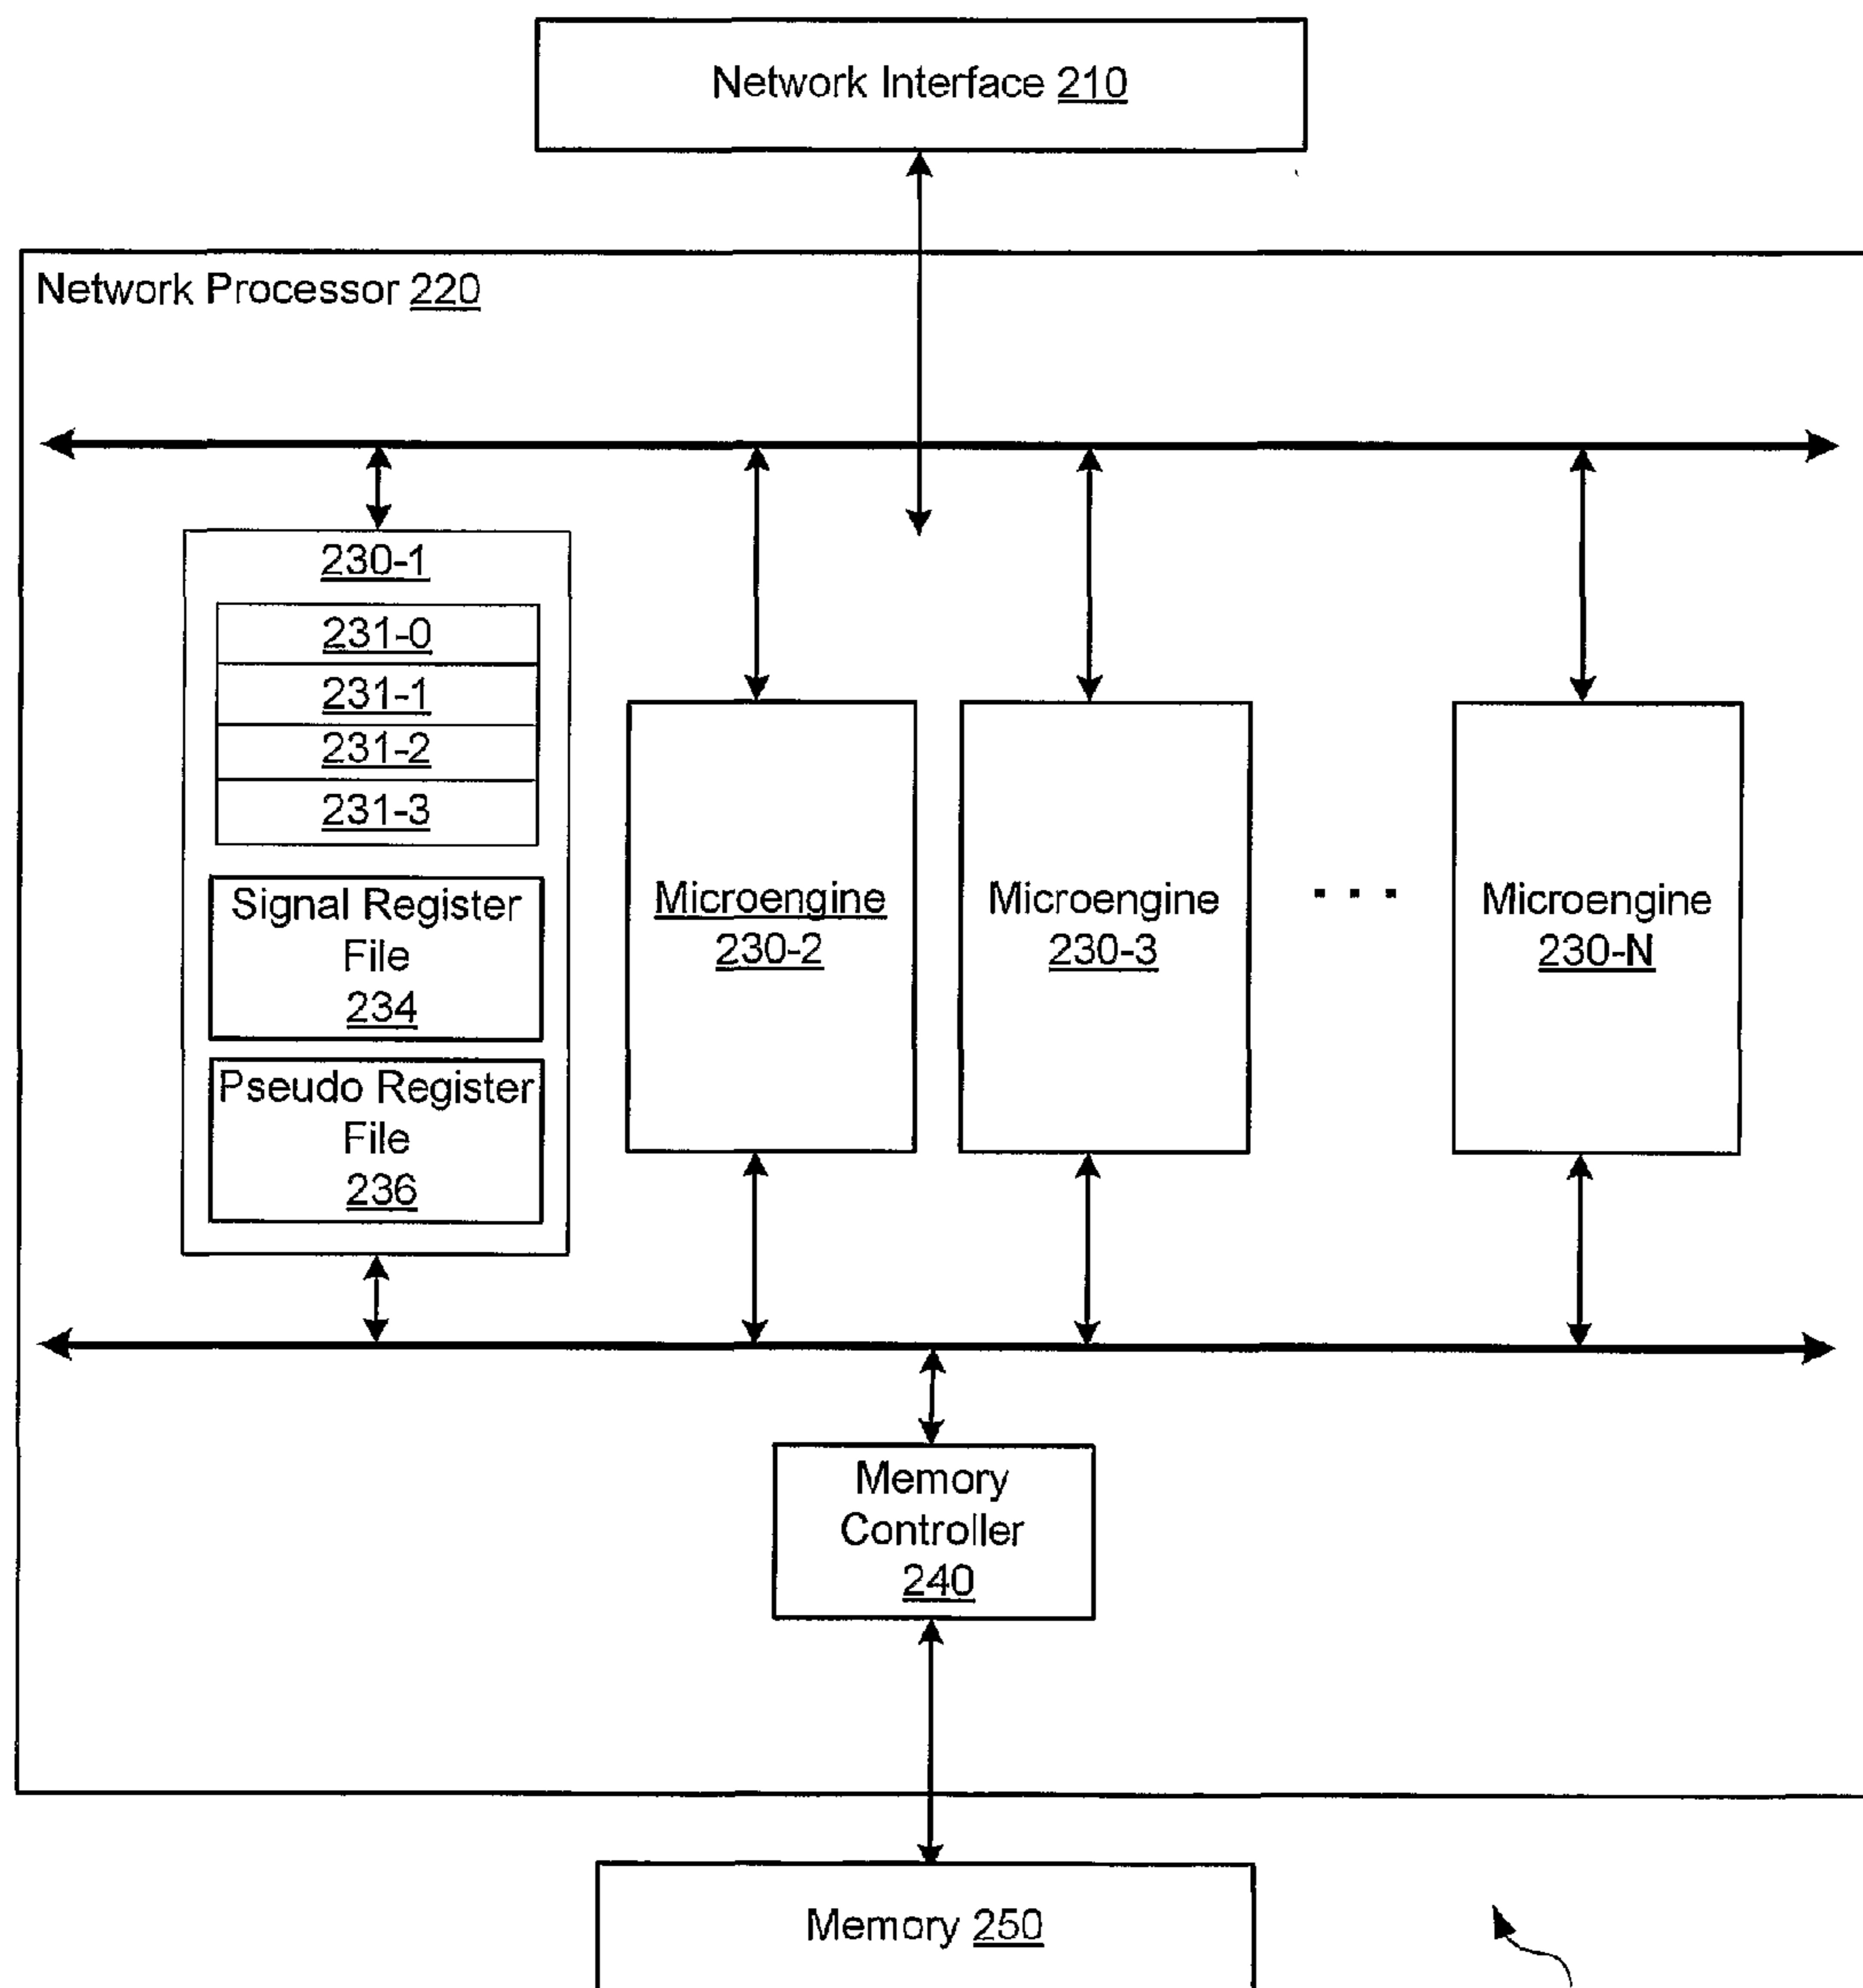 Network Interface 210
Network Processor 220
230-1
231-0
231-1
231-2
231-3
Signal Register
File
234
Pseudo Register
File
236
Microengine
230-2
Microengine
230-3
. . .
Microengine
230-N
Memory
Controller
240
Memory 250